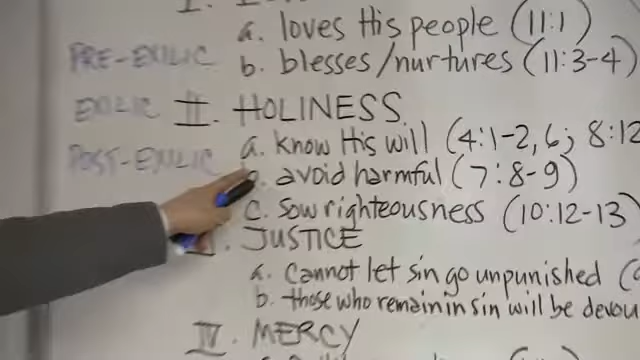 I.
a. loves His people (11:1)
PRE-EXILIC b. blesses/nurtures (11:3-4)
EXILIC II. HOLINESS
a. know His will (4:1-2, 6; 8:12
POST-EXILIC
avoid harmful (7:8-9)
c. Sow righteousness (10:12-13)
JUSTICE
a. Cannot let sin go unpunished (
b. those who remain in sin will be devou
IV. MERCY